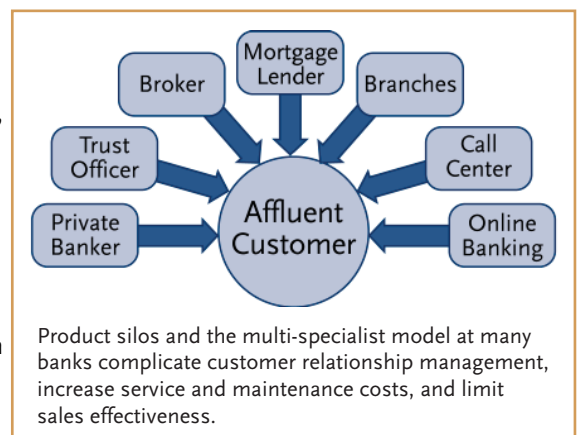 Mortgage
Lender
Broker
Branches
Trust
Officer
Call
Center
Private
Banker
Affluent
Customer
Online
Banking
Product silos and the multi-specialist model at many
banks complicate customer relationship management,
increase service and maintenance costs, and limit
sales effectiveness.